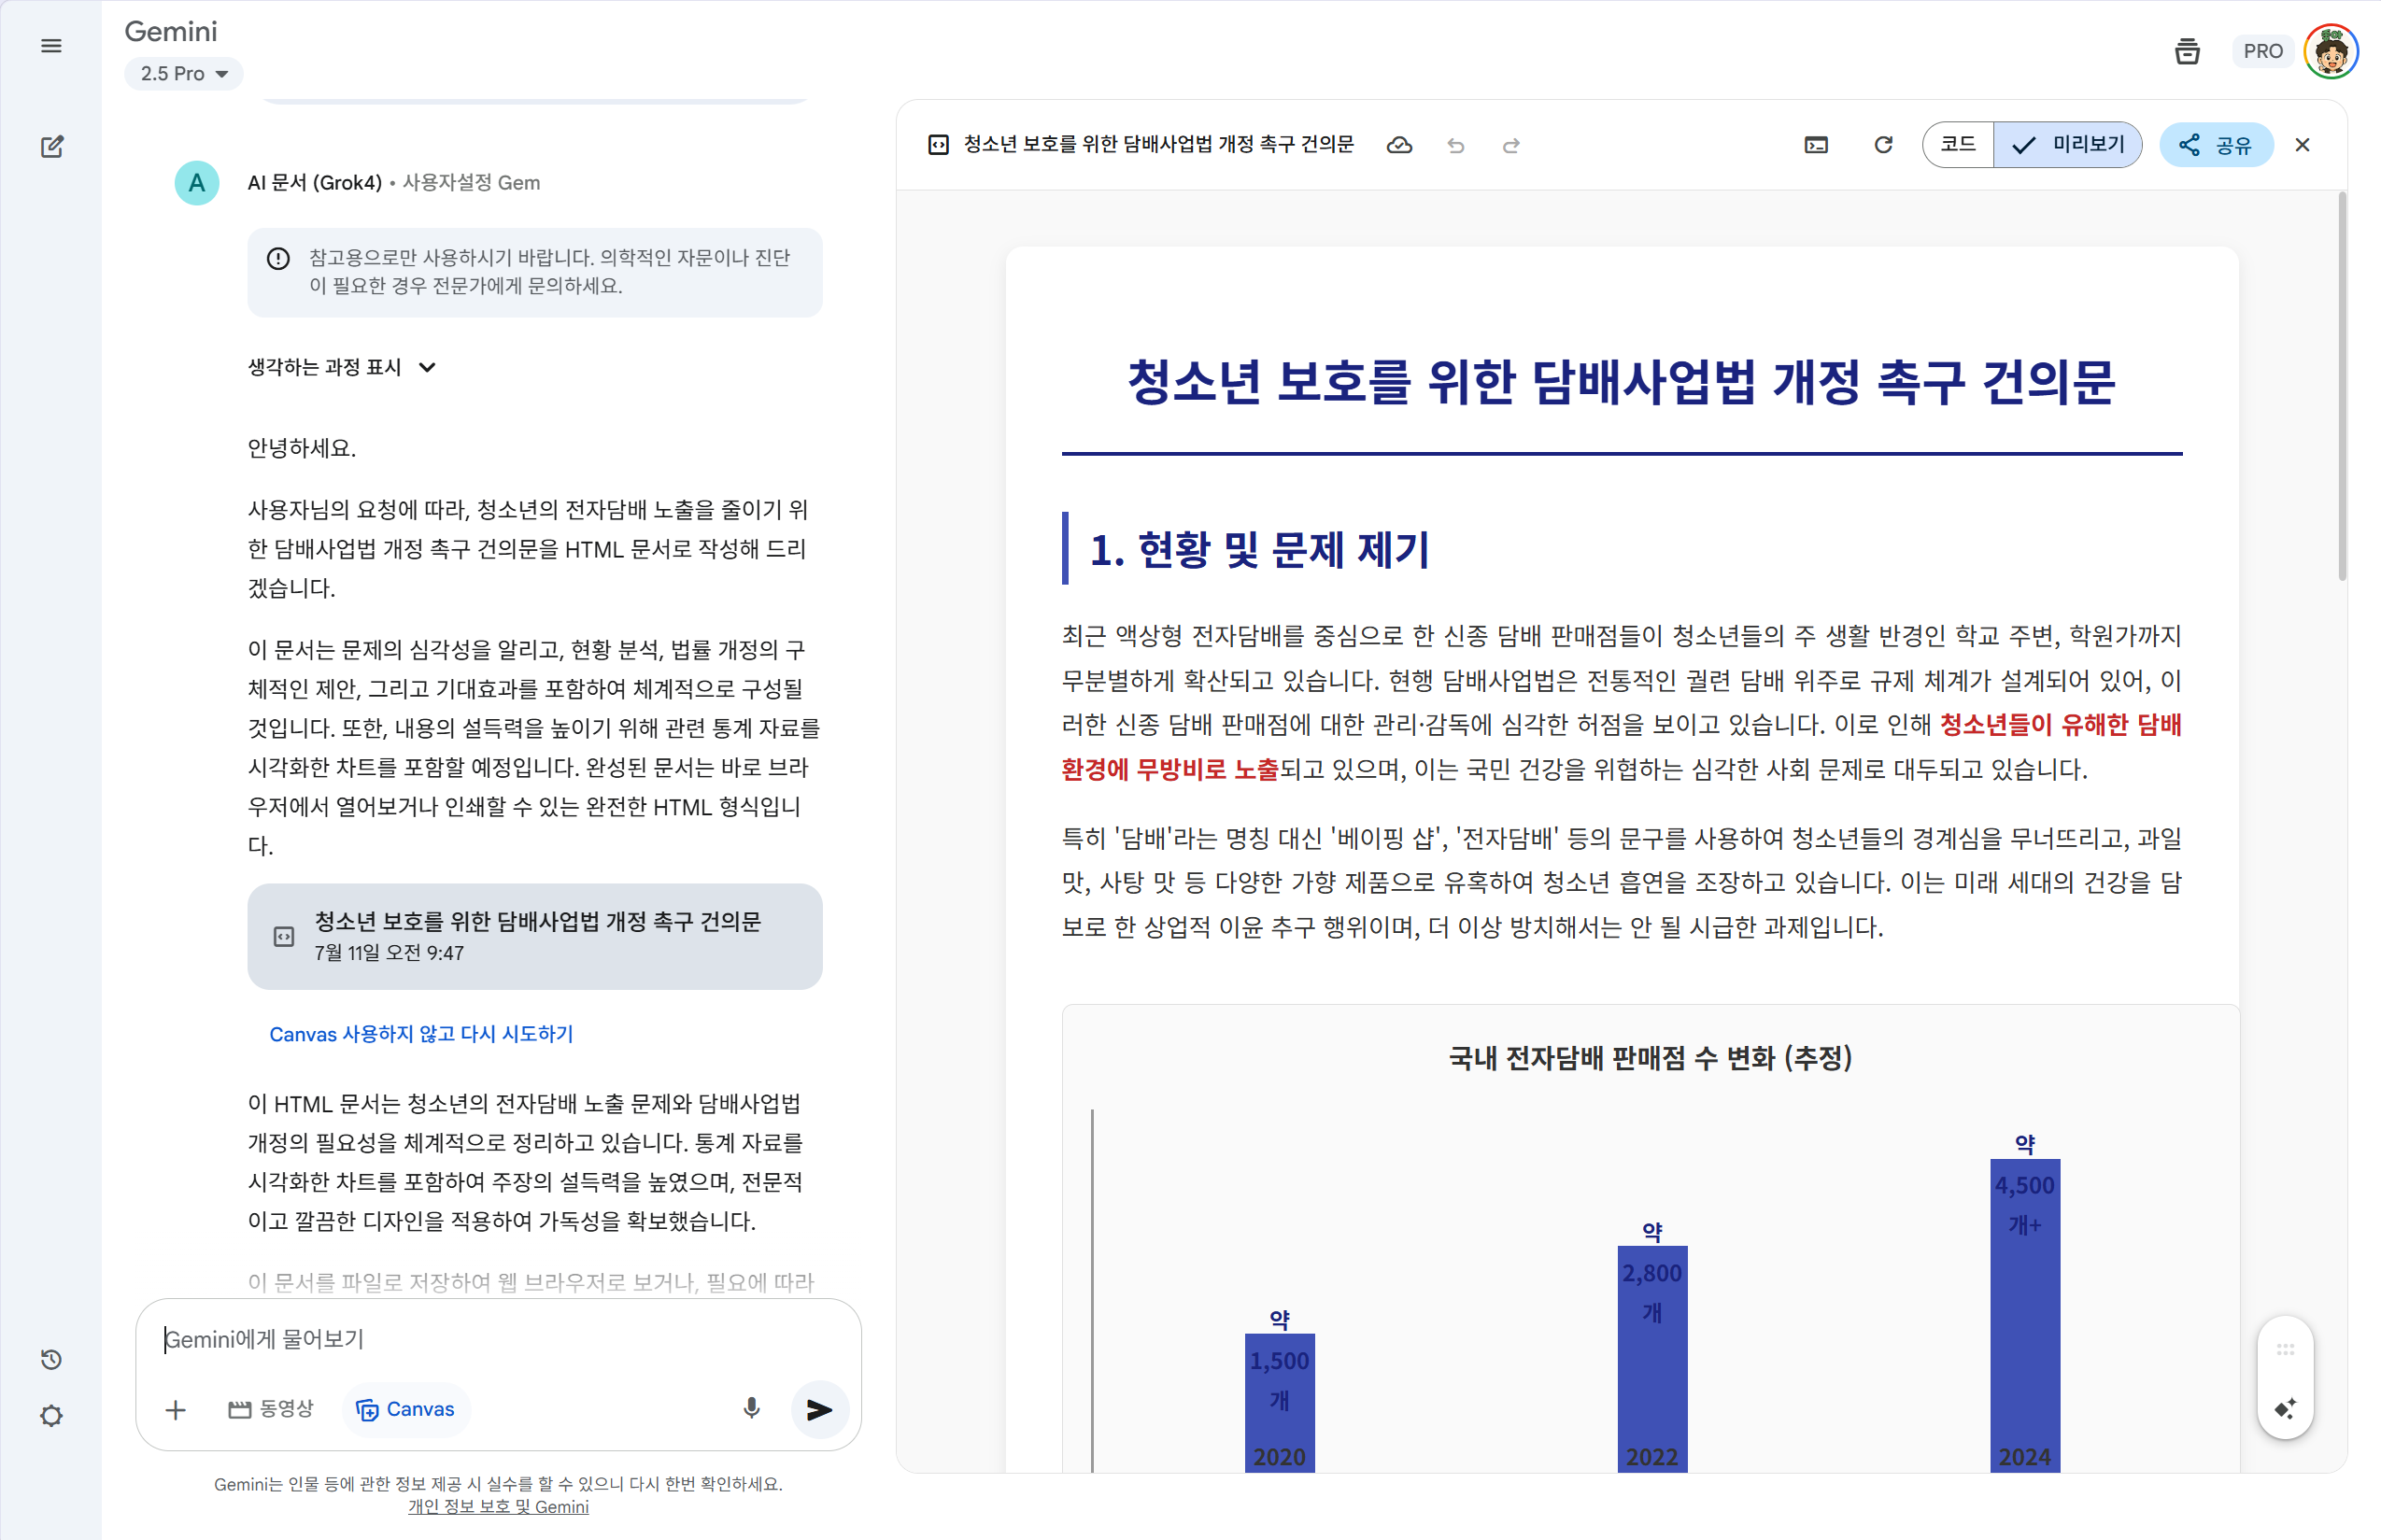 Gemini
2.5 Pro
PRO
AI 문서 (Grok4) • 사용자설정 Gem
참고용으로만 사용하시기 바랍니다. 의학적인 자문이나 진단
이 필요한 경우 전문가에게 문의하세요.
생각하는 과정 표시
안녕하세요.
사용자님의 요청에 따라, 청소년의 전자담배 노출을 줄이기 위
한 담배사업법 개정 촉구 건의문을 HTML 문서로 작성해 드리
겠습니다.
이 문서는 문제의 심각성을 알리고, 현황 분석, 법률 개정의 구
체적인 제안, 그리고 기대효과를 포함하여 체계적으로 구성될
것입니다. 또한, 내용의 설득력을 높이기 위해 관련 통계 자료를
시각화한 차트를 포함할 예정입니다. 완성된 문서는 바로 브라
우저에서 열어보거나 인쇄할 수 있는 완전한 HTML 형식입니
다.
청소년 보호를 위한 담배사업법 개정 촉구 건의문
7월 11일 오전 9:47
Canvas 사용하지 않고 다시 시도하기
이 HTML 문서는 청소년의 전자담배 노출 문제와 담배사업법
개정의 필요성을 체계적으로 정리하고 있습니다. 통계 자료를
시각화한 차트를 포함하여 주장의 설득력을 높였으며, 전문적
이고 깔끔한 디자인을 적용하여 가독성을 확보했습니다.
이 문서를 파일로 저장하여 웹 브라우저로 보거나, 필요에 따라
Gemini에게 물어보기
동영상
Canvas
Gemini는 인물 등에 관한 정보 제공 시 실수를 할 수 있으니 다시 한번 확인하세요.
개인 정보 보호 및 Gemini
청소년 보호를 위한 담배사업법 개정 촉구 건의문
코드
미리보기
공유
청소년 보호를 위한 담배사업법 개정 촉구 건의문
1. 현황 및 문제 제기
최근 액상형 전자담배를 중심으로 한 신종 담배 판매점들이 청소년들의 주 생활 반경인 학교 주변, 학원가까지
무분별하게 확산되고 있습니다. 현행 담배사업법은 전통적인 궐련 담배 위주로 규제 체계가 설계되어 있어, 이
러한 신종 담배 판매점에 대한 관리·감독에 심각한 허점을 보이고 있습니다. 이로 인해 청소년들이 유해한 담배
환경에 무방비로 노출되고 있으며, 이는 국민 건강을 위협하는 심각한 사회 문제로 대두되고 있습니다.
특히 '담배'라는 명칭 대신 '베이핑 샵', '전자담배' 등의 문구를 사용하여 청소년들의 경계심을 무너뜨리고, 과일
맛, 사탕 맛 등 다양한 가향 제품으로 유혹하여 청소년 흡연을 조장하고 있습니다. 이는 미래 세대의 건강을 담
보로 한 상업적 이윤 추구 행위이며, 더 이상 방치해서는 안 될 시급한 과제입니다.
국내 전자담배 판매점 수 변화 (추정)
약
1,500
개
2020
약
2,800
개
2022
약
4,500
개+
2024